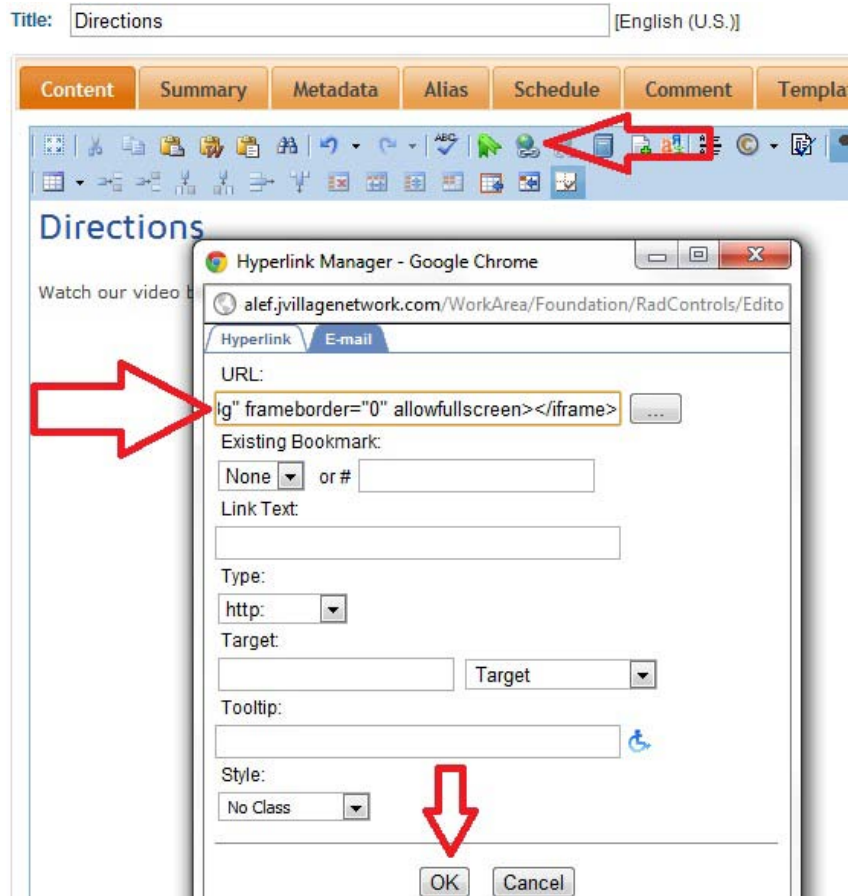 Title: Directions [English (U.S.)]
Content Summary Metadata Alias Schedule Comment Templat
ABC
Directions
Hyperlink Manager - Google Chrome
Watch our video b
alef.jvillagenetwork.com/WorkArea/Foundation/RadControls/Edito
Hyperlink E-mail
URL:
3g" frameborder="0" allowfullscreen></iframe> ...
Existing Bookmark:
None or #
Link Text:
Type:
http:
Target:
Target
Tooltip:
Style:
No Class
OK Cancel